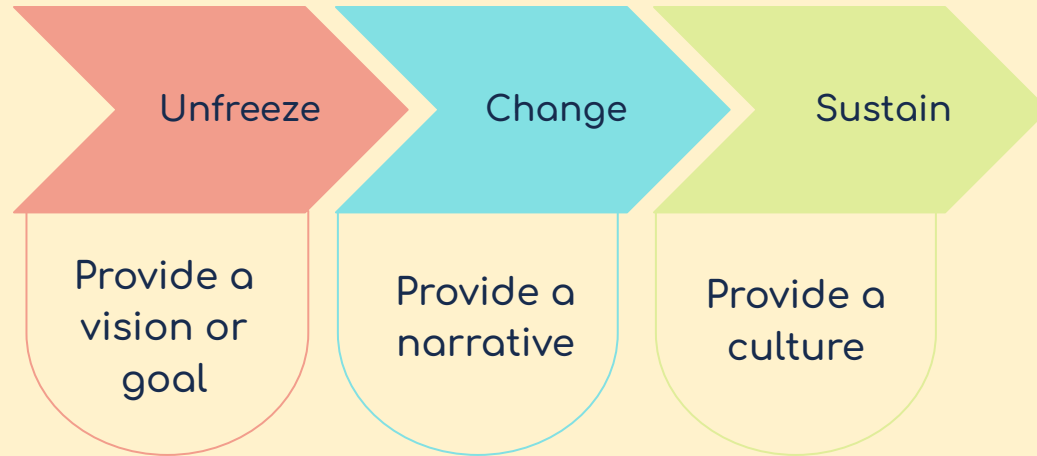 Unfreeze
Change
Sustain
Provide a
vision or
goal
Provide a
narrative
Provide a
culture